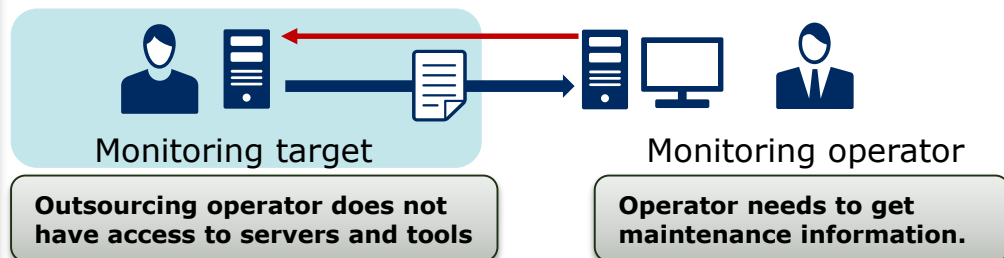 Monitoring target
Monitoring operator
Outsourcing operator does not
have access to servers and tools
Operator needs to get
maintenance information.